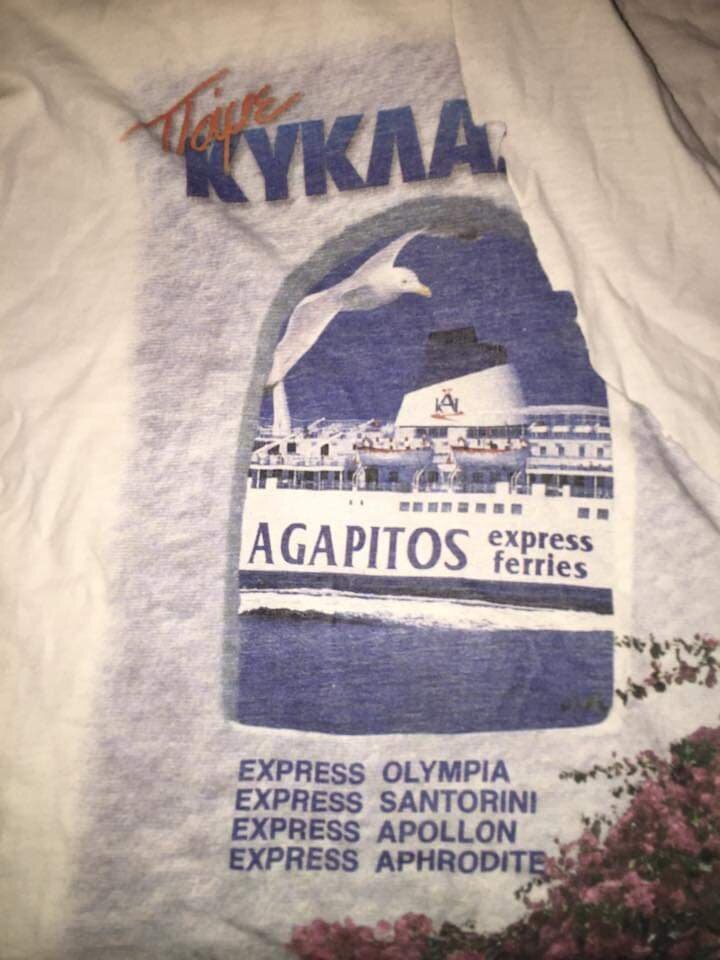 Πάμε
ΚΥΚΛΑ
AGAPITOS express
ferries
EXPRESS OLYMPIA
EXPRESS SANTORINI
EXPRESS APOLLON
EXPRESS APHRODITE